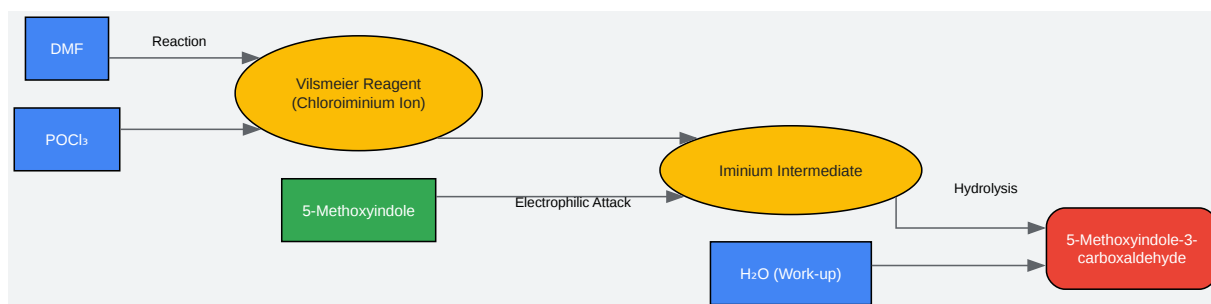 DMF
Reaction
Vilsmeier Reagent
(Chloroiminium Ion)
POCl₃
Iminium Intermediate
5-Methoxyindole
Electrophilic Attack
Hydrolysis
H₂O (Work-up)
5-Methoxyindole-3-
carboxaldehyde